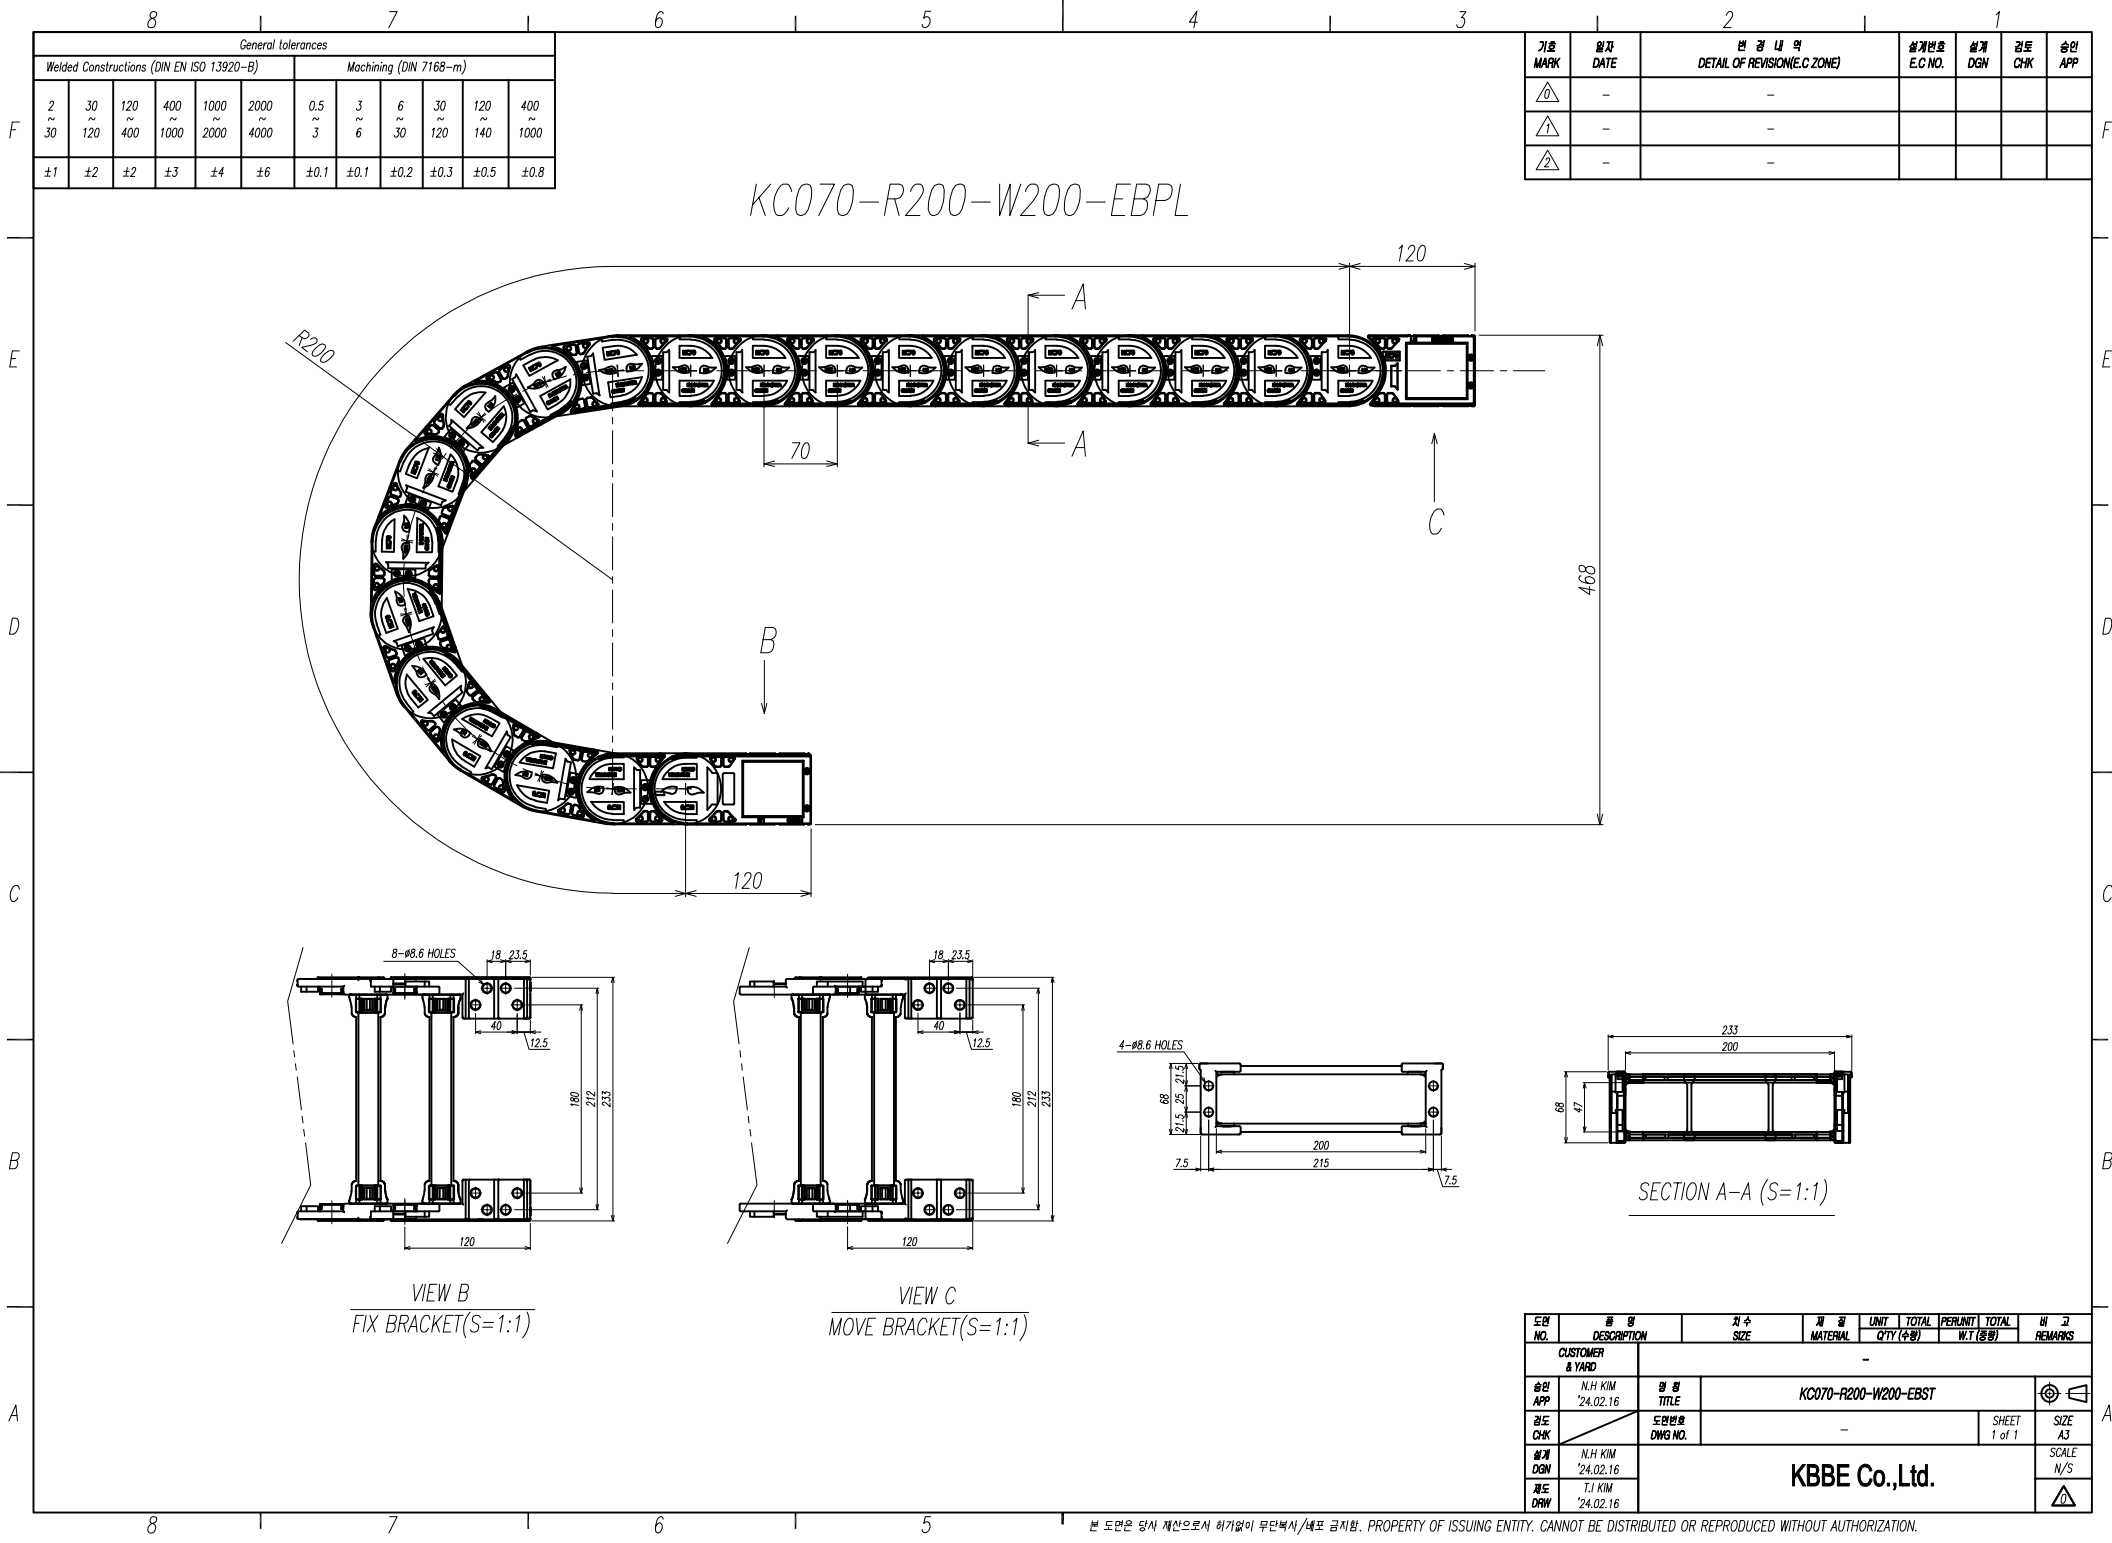 8 7 6 5 4 3 2 1
General tolerances
Welded Constructions (DIN EN ISO 13920-B) Machining (DIN 7168-m)
2 30 120 400 1000 2000 0.5 3 6 30 120 400
~ ~ ~ ~ ~ ~ ~ ~ ~ ~ ~ ~
30 120 400 1000 2000 4000 3 6 30 120 140 1000
±1 ±2 ±2 ±3 ±4 ±6 ±0.1 ±0.1 ±0.2 ±0.3 ±0.5 ±0.8
기호 일자 변 경 내 역 설계변호 설계 검토 승인
MARK DATE DETAIL OF REVISION(E.C ZONE) E.C NO. DGN CHK APP
0 - -
1 - -
2 - -
F F
KC070-R200-W200-EBPL
120
A
R200
E E
70
A
C
468
D D
B
120
C C
8-ø8.6 HOLES 18 23.5
40
12.5
180 212 233
120
VIEW B
FIX BRACKET(S=1:1)
18 23.5
40
12.5
180 212 233
120
VIEW C
MOVE BRACKET(S=1:1)
4-ø8.6 HOLES
68 21.5 25 21.5
200
7.5 215 7.5
233
200
68 47
SECTION A-A (S=1:1)
B B
A A
도면 품 명 치 수 재 질 UNIT TOTAL PERUNIT TOTAL 비 고
NO. DESCRIPTION SIZE MATERIAL Q'TY (수량) W.T (중량) REMARKS
CUSTOMER
& YARD -
승인 N.H KIM 명 칭 KC070-R200-W200-EBST
APP '24.02.16 TITLE
검도 도면번호 - SHEET SIZE
CHK DWG NO. 1 of 1 A3
설계 N.H KIM SCALE
DGN '24.02.16 KBBE Co.,Ltd. N/S
제도 T.I KIM 0
DRW '24.02.16
8 7 6 5
본 도면은 당사 재산으로서 허가없이 무단복사/배포 금지함. PROPERTY OF ISSUING ENTITY. CANNOT BE DISTRIBUTED OR REPRODUCED WITHOUT AUTHORIZATION.